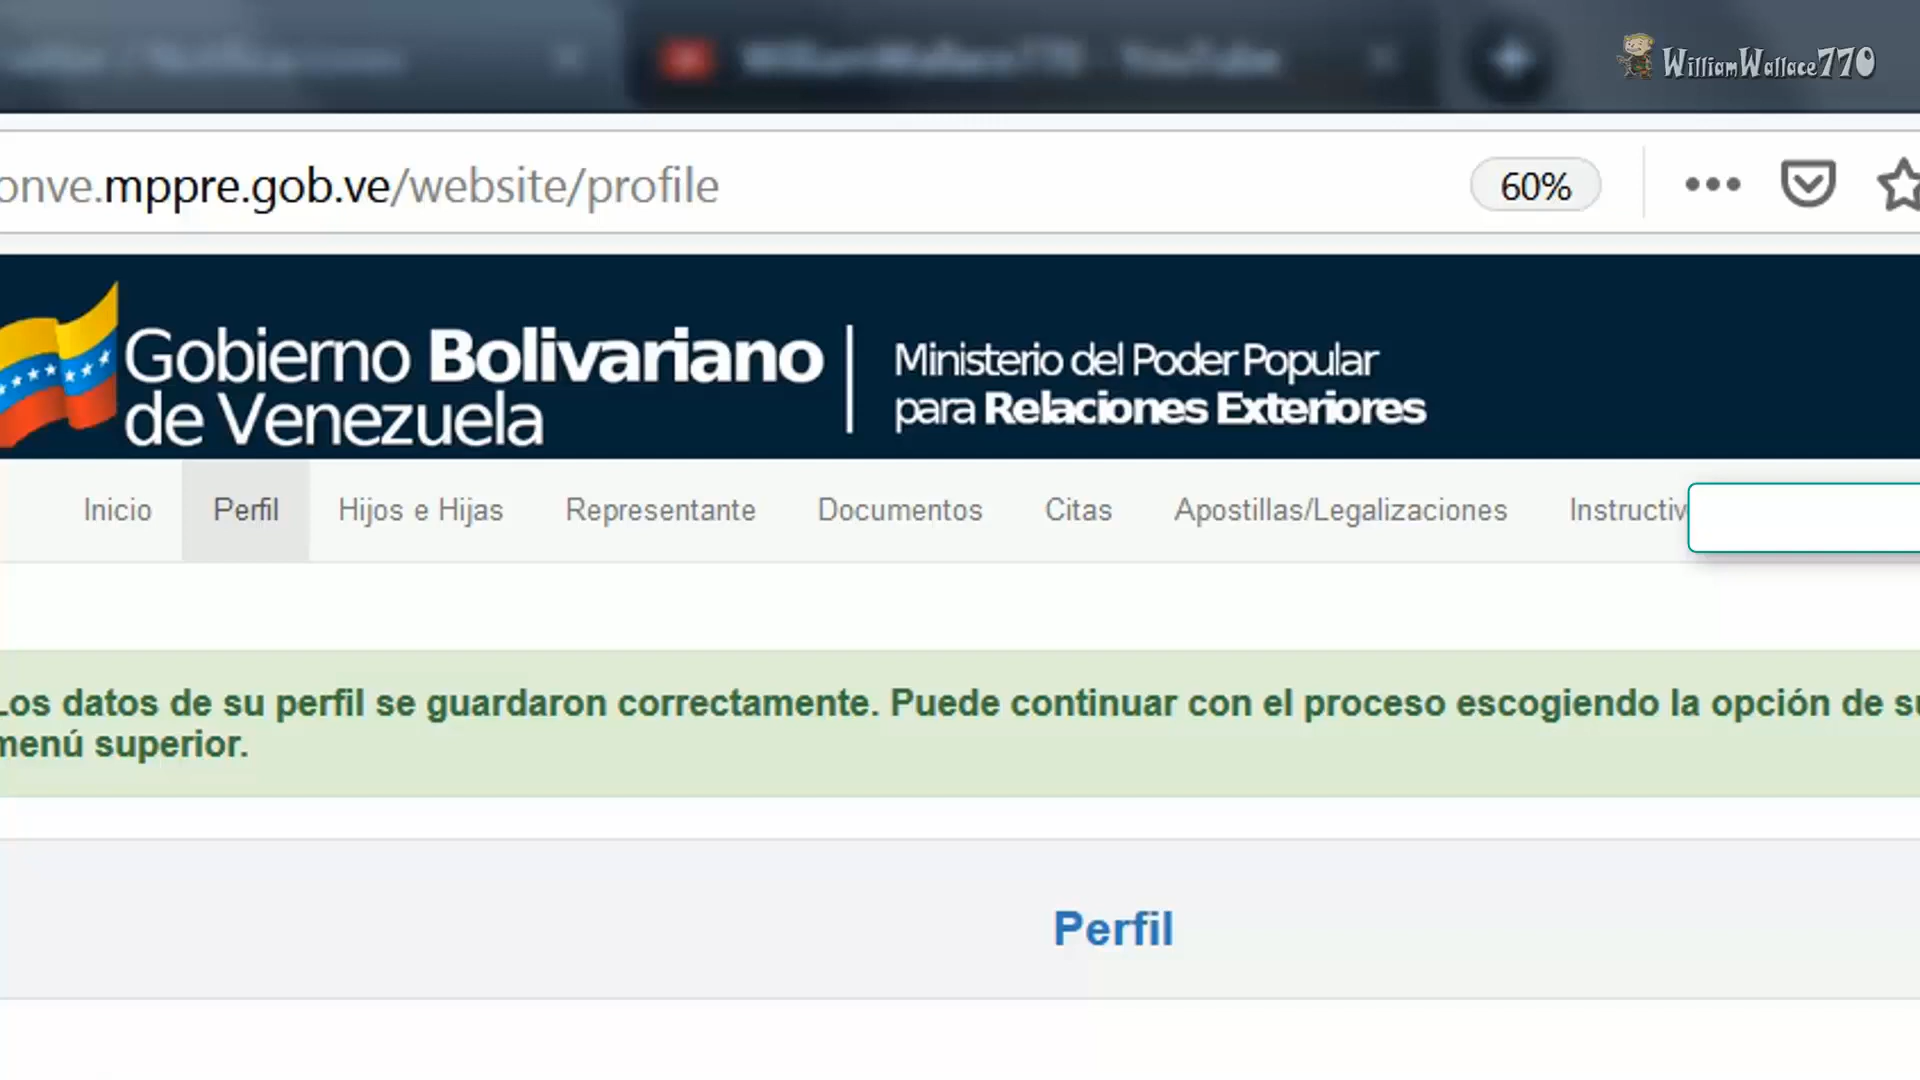 WilliamWallace770 - YouTube
WilliamWallace770
onve.mppre.gob.ve/website/profile
60%
Gobierno Bolivariano
de Venezuela
Ministerio del Poder Popular
para Relaciones Exteriores
Inicio
Perfil
Hijos e Hijas
Representante
Documentos
Citas
Apostillas/Legalizaciones
Instructiv
Los datos de su perfil se guardaron correctamente. Puede continuar con el proceso escogiendo la opción de su
menú superior.
Perfil